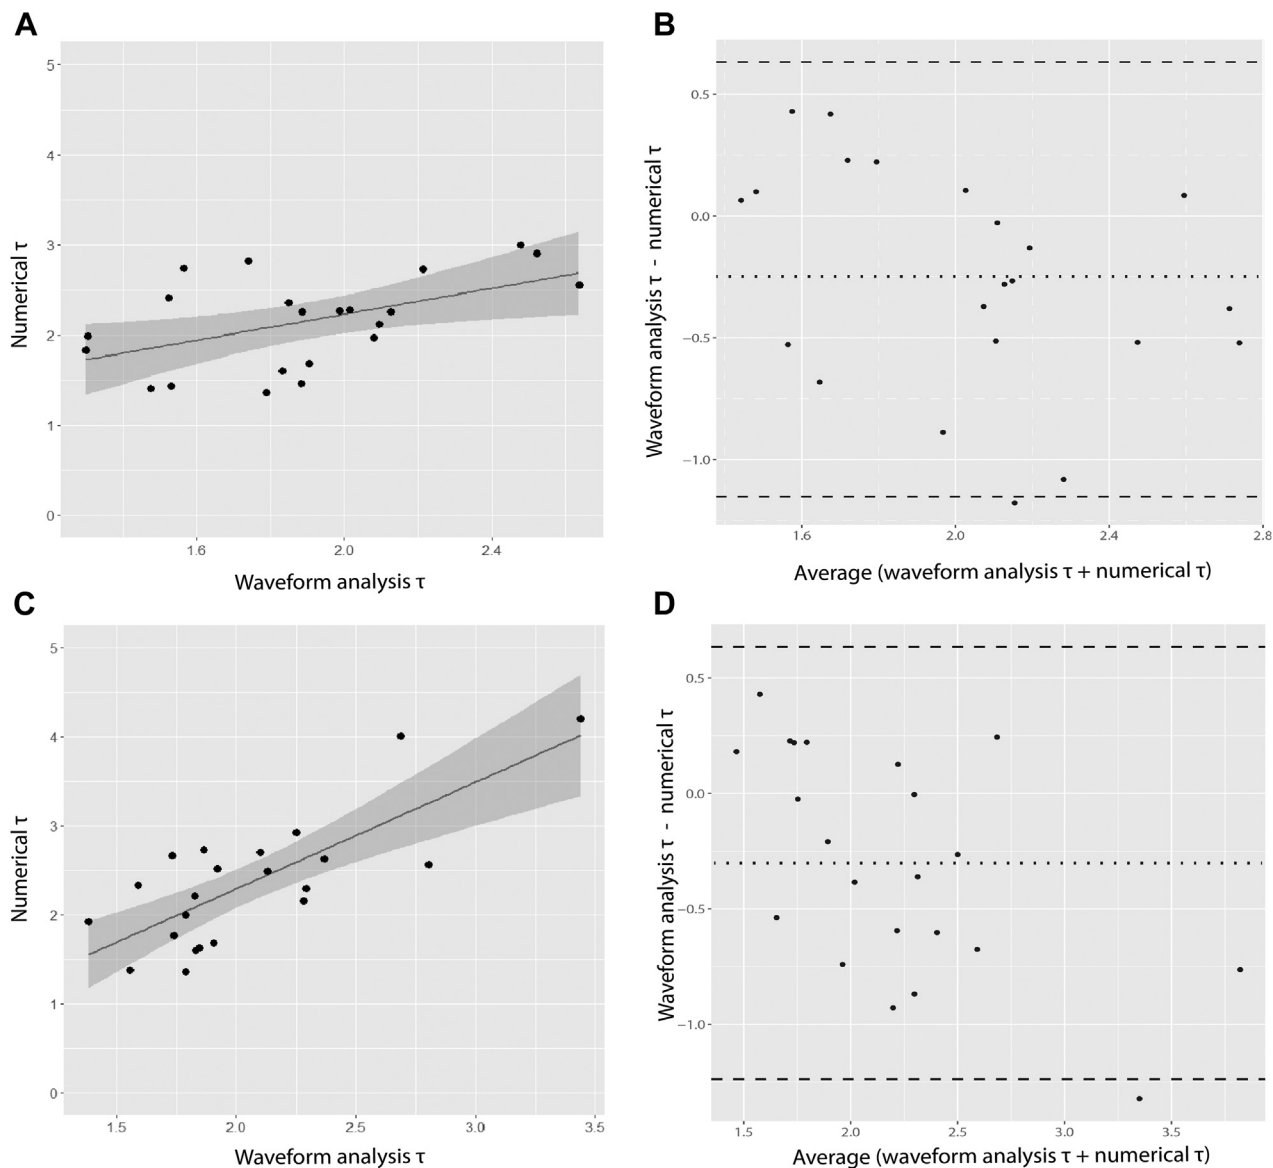 A
Numerical τ
5
4
3
2
1
0
1.6 2.0 2.4
Waveform analysis τ
B
Waveform analysis τ - numerical τ
0.5
0.0
−0.5
−1.0
1.6 2.0 2.4 2.8
Average (waveform analysis τ + numerical τ)
C
Numerical τ
5
4
3
2
1
0
1.5 2.0 2.5 3.0 3.5
Waveform analysis τ
D
Waveform analysis τ - numerical τ
0.5
0.0
−0.5
−1.0
1.5 2.0 2.5 3.0 3.5
Average (waveform analysis τ + numerical τ)